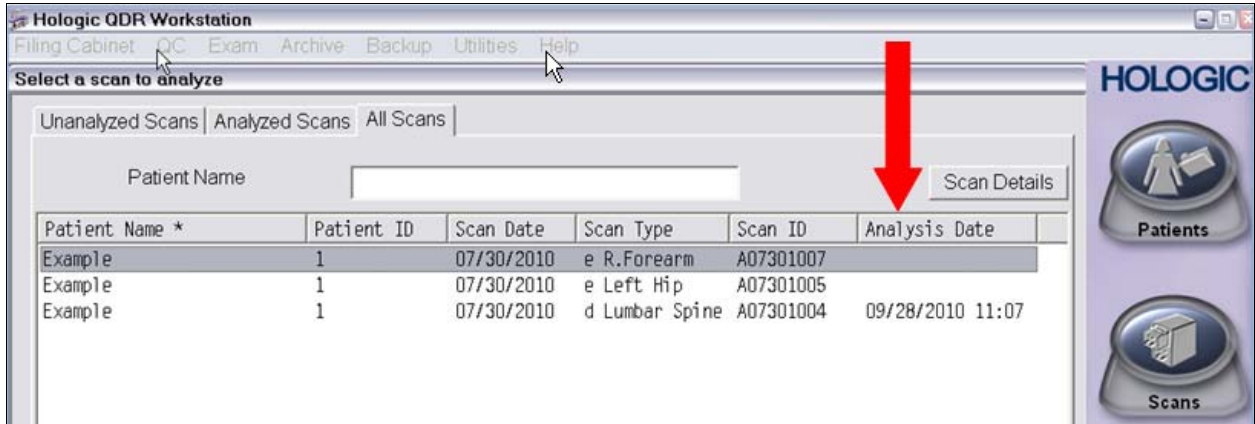 Hologic QDR Workstation
Filing Cabinet QC Exam Archive Backup Utilities Help
Select a scan to analyze
HOLOGIC
Unanalyzed Scans Analyzed Scans All Scans
Patient Name
Scan Details
Patient Name * Patient ID Scan Date Scan Type Scan ID Analysis Date
Example 1 07/30/2010 e R.Forearm A07301007
Example 1 07/30/2010 e Left Hip A07301005
Example 1 07/30/2010 d Lumbar Spine A07301004 09/28/2010 11:07
Patients
Scans